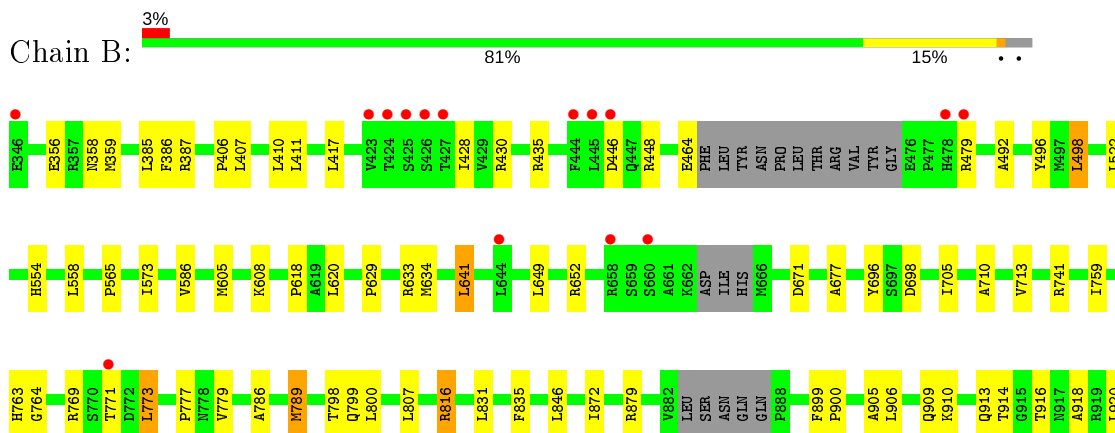 3%
Chain B:
81% 15% • •
E346 E356 R357 N358 M359 L385 F386 R387 P406 L407 L410 L411 L417 V423 T424 S425 S426 T427 I428 V429 R430 R435 F444 L445 D446 Q447 R448 E464 PHE LEU TYR ASN PRO LEU THR ARG VAL TYR GLY E476 P477 H478 R479 A492 Y496 M497 L498
H554 L558 P565 I573 V586 M605 K608 P618 A619 L620 P629 R633 M634 L641 L644 L649 R652 R658 S659 S660 A661 K662 ASP ILE HIS M666 D671 A677 Y696 S697 D698 I705 A710 V713 R741 I759
H763 G764 R769 S770 T771 D772 L773 P777 N778 V779 A786 M789 T798 Q799 L800 L807 R816 L831 F835 L846 I872 R879 V882 LEU SER ASN GLN GLN P888 F899 P900 A905 L906 Q909 K910 Q913 T914 G915 T916 N917 A918 R919